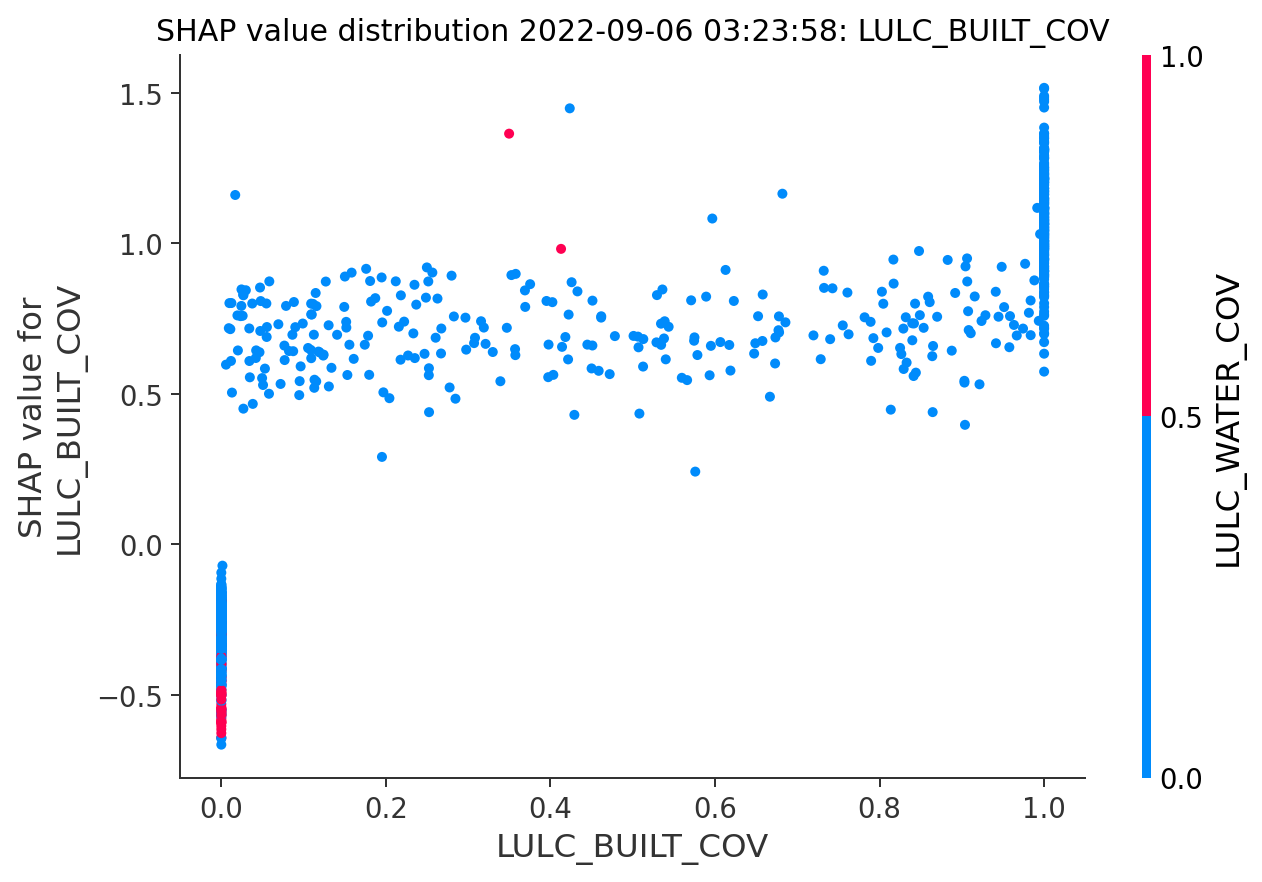 SHAP value distribution 2022-09-06 03:23:58: LULC_BUILT_COV
SHAP value for
LULC_BUILT_COV
1.5
1.0
0.5
0.0
−0.5
0.0
0.2
0.4
0.6
0.8
1.0
LULC_BUILT_COV
1.0
0.5
0.0
LULC_WATER_COV